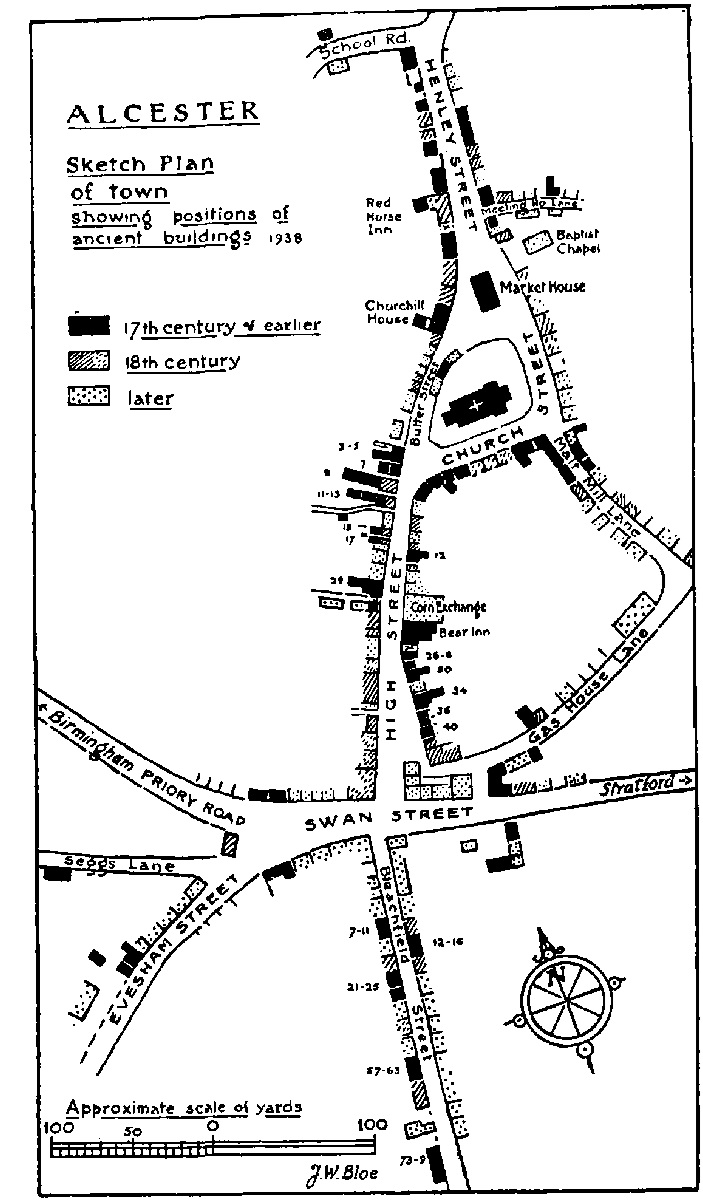 School Rd.
ALCESTER
Sketch Plan
of town
showing positions of
ancient buildings 1938
17th century & earlier
18th century
later
HENLEY STREET
Red
Horse
Inn
Meeting Ho Lane
Baptist
Chapel
Market House
Churchill
House
Butter Street
CHURCH STREET
Malt Mill Lane
3-5
7
9
11-13
15
17
12
HIGH STREET
Corn Exchange
Bear Inn
26-8
30
34
36
40
GAS House Lane
← Birmingham PRIORY ROAD
Stratford →
SWAN STREET
Seggs Lane
EVESHAM STREET
Bleachfield Street
7-11
12-16
21-25
57-63
73-9
N
Approximate scale of yards
100 50 0 100
J.W. Bloe